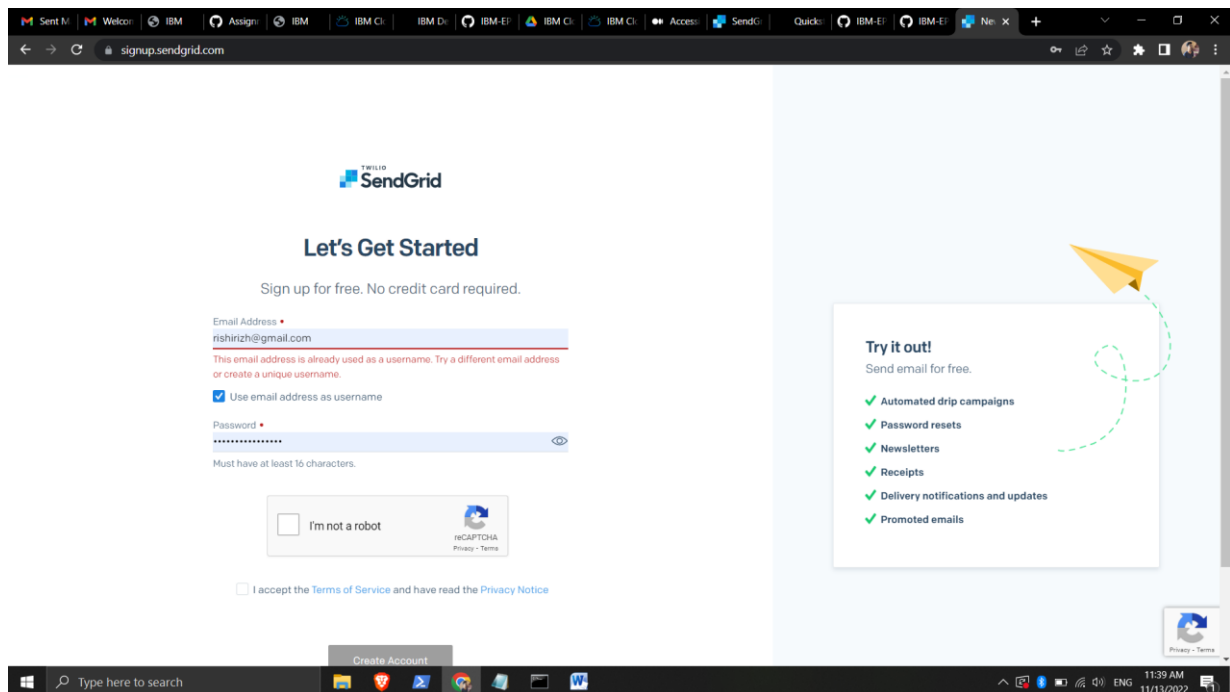 Sent M
Welcon
IBM
Assignr
IBM
IBM Clc
IBM De
IBM-EP
IBM Clc
IBM Clc
Access
SendG
Quicks
IBM-EF
IBM-EF
Nev
signup.sendgrid.com
TWILIO
SendGrid
Let's Get Started
Sign up for free. No credit card required.
Email Address
rishirizh@gmail.com
This email address is already used as a username. Try a different email address
or create a unique username.
Use email address as username
Password
Must have at least 16 characters.
I'm not a robot
reCAPTCHA
Privacy - Terms
I accept the Terms of Service and have read the Privacy Notice
Create Account
Try it out!
Send email for free.
Automated drip campaigns
Password resets
Newsletters
Receipts
Delivery notifications and updates
Promoted emails
Privacy - Terms
Type here to search
ENG
11:39 AM
11/13/2022